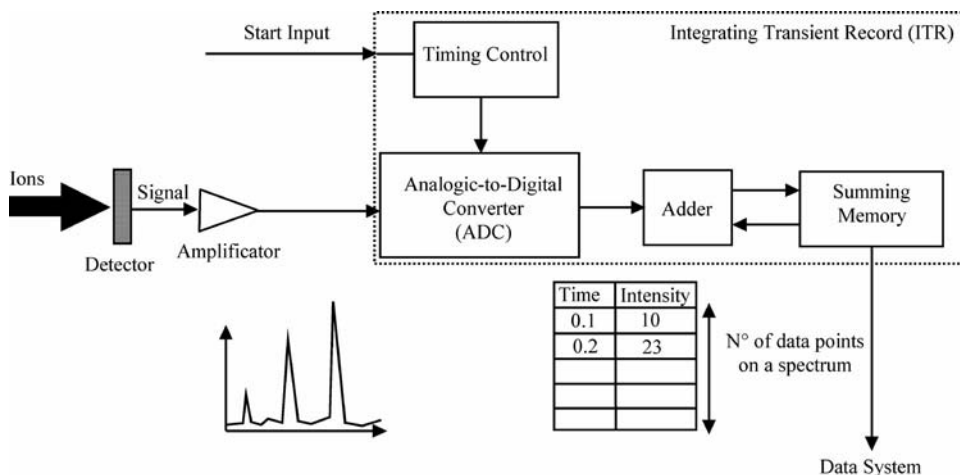 Start Input
Integrating Transient Record (ITR)
Timing Control
Ions
Signal
Amplificator
Detector
Analogic-to-Digital
Converter
(ADC)
Adder
Summing
Memory
Time Intensity
0.1 10
0.2 23
N° of data points
on a spectrum
Data System